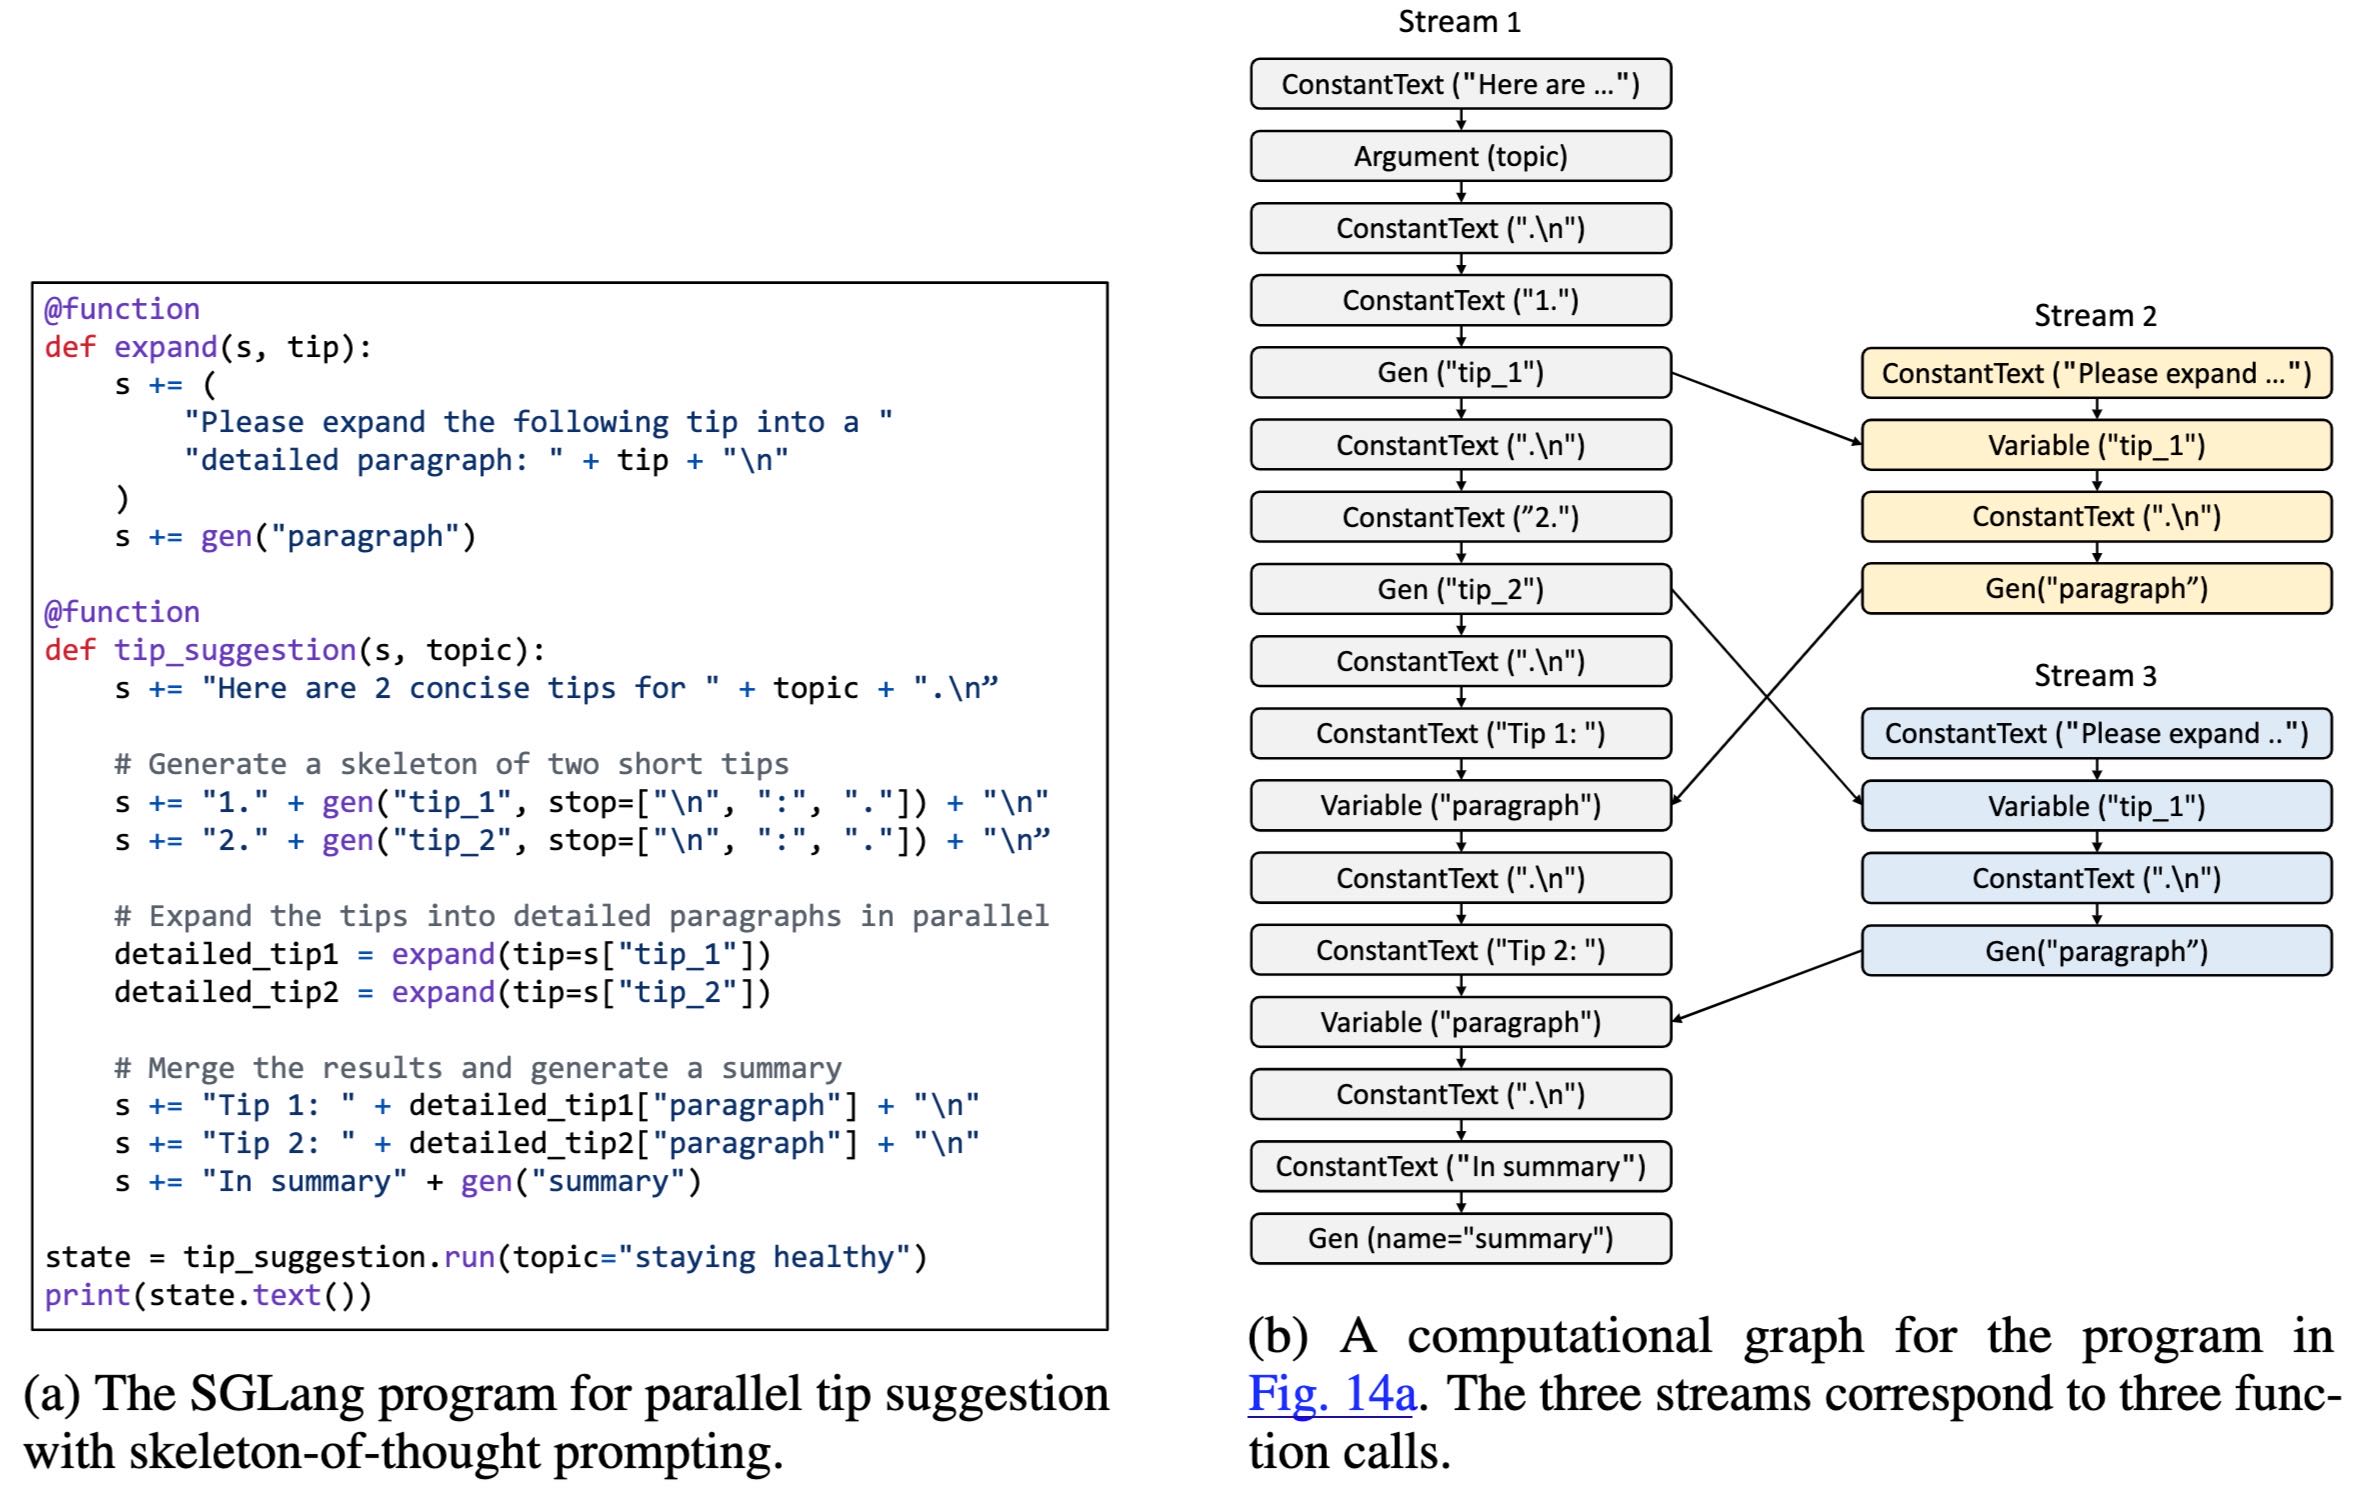 @function
def expand(s, tip):
    s += (
        "Please expand the following tip into a "
        "detailed paragraph: " + tip + "\n"
    )
    s += gen("paragraph")
@function
def tip_suggestion(s, topic):
    s += "Here are 2 concise tips for " + topic + ".\n”
    # Generate a skeleton of two short tips
    s += "1." + gen("tip_1", stop=["\n", ":", "."]) + "\n"
    s += "2." + gen("tip_2", stop=["\n", ":", "."]) + "\n”
    # Expand the tips into detailed paragraphs in parallel
    detailed_tip1 = expand(tip=s["tip_1"])
    detailed_tip2 = expand(tip=s["tip_2"])
    # Merge the results and generate a summary
    s += "Tip 1: " + detailed_tip1["paragraph"] + "\n"
    s += "Tip 2: " + detailed_tip2["paragraph"] + "\n"
    s += "In summary" + gen("summary")
state = tip_suggestion.run(topic="staying healthy")
print(state.text())
(a) The SGLang program for parallel tip suggestion
with skeleton-of-thought prompting.
Stream 1
ConstantText ("Here are ...")
Argument (topic)
ConstantText (".\n")
ConstantText ("1.")
Gen ("tip_1")
ConstantText (".\n")
ConstantText (”2.")
Gen ("tip_2")
ConstantText (".\n")
ConstantText ("Tip 1: ")
Variable ("paragraph")
ConstantText (".\n")
ConstantText ("Tip 2: ")
Variable ("paragraph")
ConstantText (".\n")
ConstantText ("In summary")
Gen (name="summary")
Stream 2
ConstantText ("Please expand ...")
Variable ("tip_1")
ConstantText (".\n")
Gen("paragraph”)
Stream 3
ConstantText ("Please expand ..")
Variable ("tip_1")
ConstantText (".\n")
Gen("paragraph”)
(b) A computational graph for the program in
Fig. 14a. The three streams correspond to three func-
tion calls.